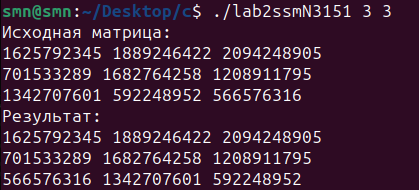 smn@smn:~/Desktop/c$ ./lab2ssmN3151 3 3
Исходная матрица:
1625792345 1889246422 2094248905
701533289 1682764258 1208911795
1342707601 592248952 566576316
Результат:
1625792345 1889246422 2094248905
701533289 1682764258 1208911795
566576316 1342707601 592248952